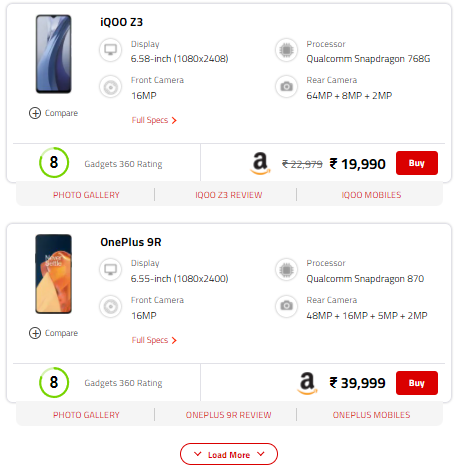 iQOO Z3
Display
6.58-inch (1080x2408)
Processor
Qualcomm Snapdragon 768G
Front Camera
16MP
Rear Camera
64MP + 8MP + 2MP
Compare
Full Specs
8
Gadgets 360 Rating
a
₹ 22,979
₹ 19,990
Buy
PHOTO GALLERY
IQOO Z3 REVIEW
IQOO MOBILES
OnePlus 9R
Display
6.55-inch (1080x2400)
Processor
Qualcomm Snapdragon 870
Never
Settle
Front Camera
16MP
Rear Camera
48MP + 16MP + 5MP + 2MP
Compare
Full Specs
8
Gadgets 360 Rating
a
₹ 39,999
Buy
PHOTO GALLERY
ONEPLUS 9R REVIEW
ONEPLUS MOBILES
Load More